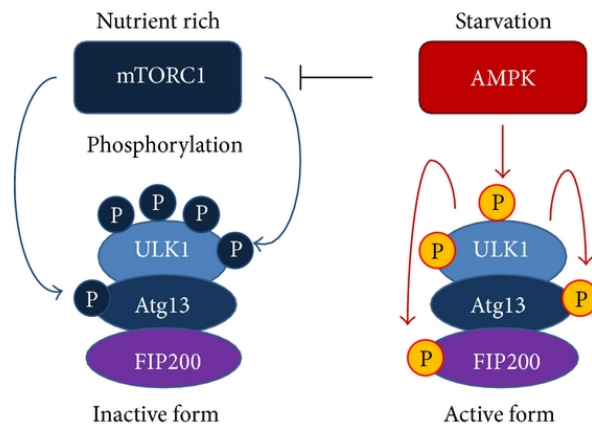 Nutrient rich
Starvation
mTORC1
AMPK
Phosphorylation
P
P
P
P
P
P
ULK1
Atg13
FIP200
P
P
P
P
ULK1
Atg13
FIP200
Inactive form
Active form